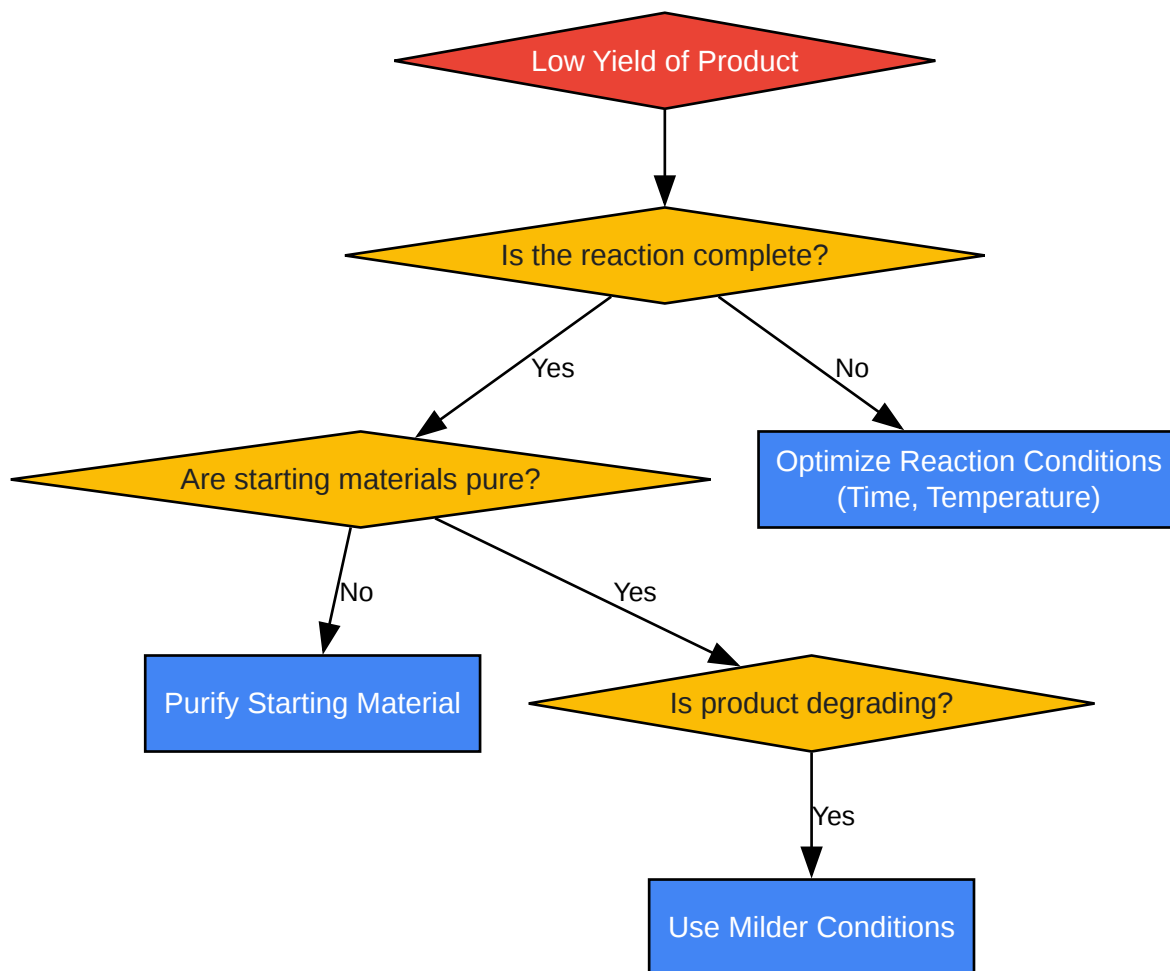 Low Yield of Product
Is the reaction complete?
Yes
No
Are starting materials pure?
Optimize Reaction Conditions
(Time, Temperature)
No
Yes
Purify Starting Material
Is product degrading?
Yes
Use Milder Conditions